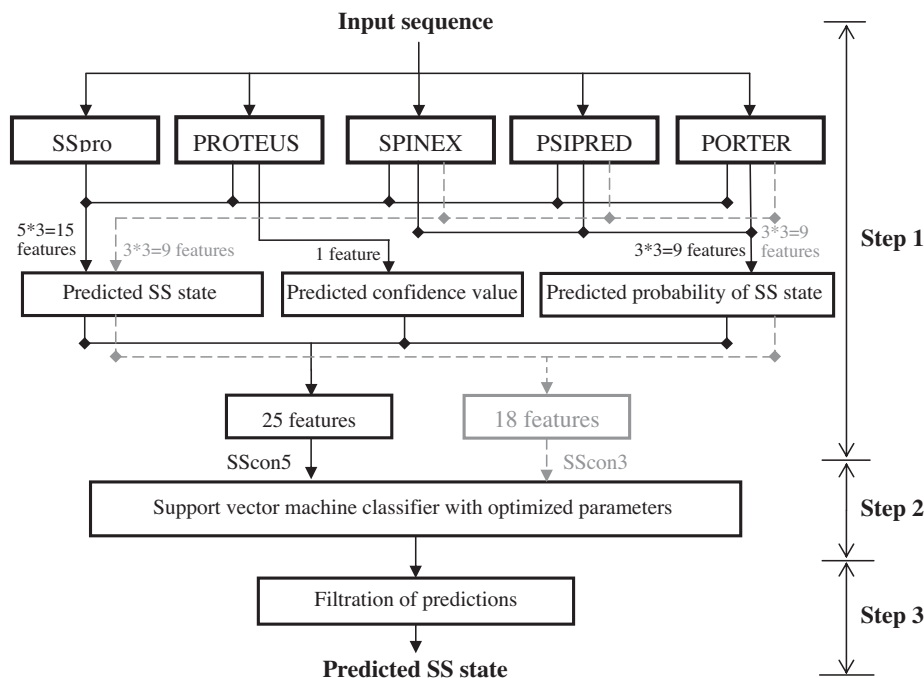 Input sequence
SSpro
PROTEUS
SPINEX
PSIPRED
PORTER
5*3=15
features
3*3=9 features
1 feature
3*3=9 features
3*3=9
features
Predicted SS state
Predicted confidence value
Predicted probability of SS state
25 features
18 features
SScon5
SScon3
Support vector machine classifier with optimized parameters
Filtration of predictions
Predicted SS state
Step 1
Step 2
Step 3